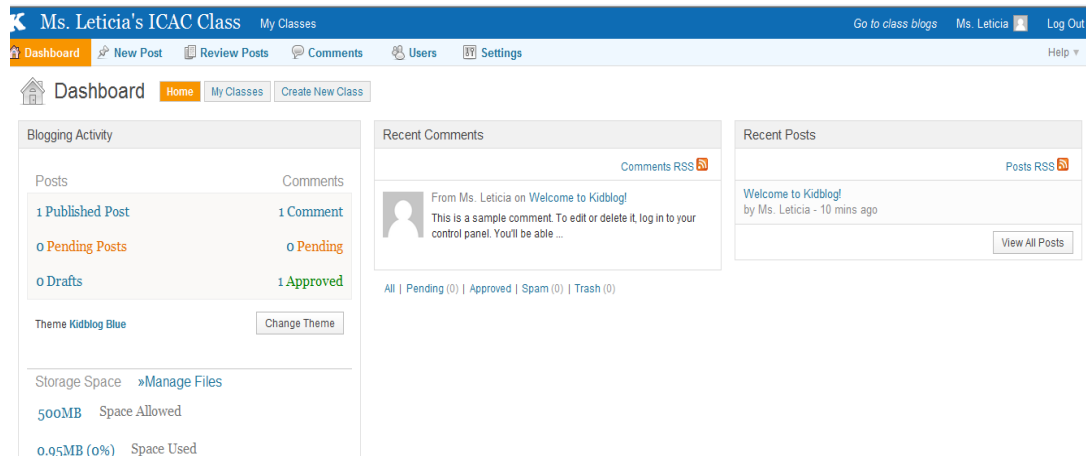 K Ms. Leticia's ICAC Class My Classes Go to class blogs Ms. Leticia Log Out
Dashboard New Post Review Posts Comments Users Settings Help
Dashboard Home My Classes Create New Class
Blogging Activity
Posts Comments
1 Published Post 1 Comment
0 Pending Posts 0 Pending
0 Drafts 1 Approved
Theme Kidblog Blue Change Theme
Storage Space »Manage Files
500MB Space Allowed
0.95MB (0%) Space Used
Recent Comments
Comments RSS
From Ms. Leticia on Welcome to Kidblog!
This is a sample comment. To edit or delete it, log in to your
control panel. You'll be able ...
All | Pending (0) | Approved | Spam (0) | Trash (0)
Recent Posts
Posts RSS
Welcome to Kidblog!
by Ms. Leticia - 10 mins ago
View All Posts